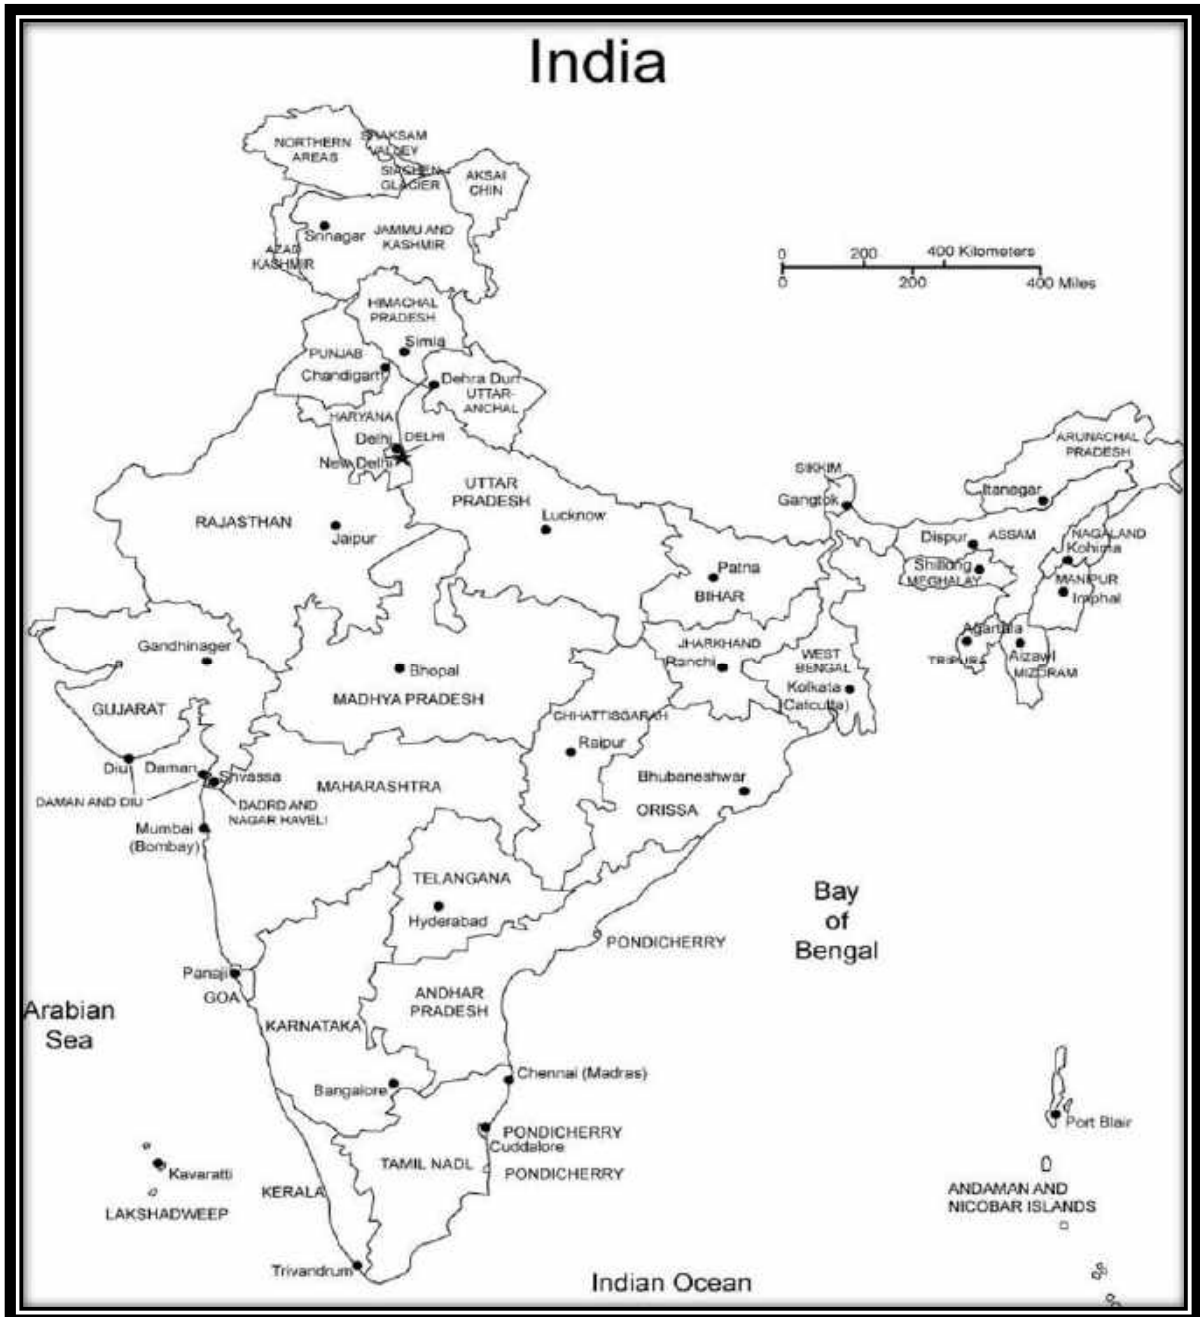 India
NORTHERN
AREAS
SHAKSAM
VALLEY
SIACHEN
GLACIER
AKSAI
CHIN
Srinagar
JAMMU AND
KASHMIR
AZAD
KASHMIR
0 200 400 Kilometers
0 200 400 Miles
HIMACHAL
PRADESH
Simla
PUNJAB
Chandigarh
Dehra Dun
UTTAR-
ANCHAL
HARYANA
Delhi
DELHI
New Delhi
ARUNACHAL
PRADESH
SIKKIM
Gangtok
Itanagar
UTTAR
PRADESH
Lucknow
RAJASTHAN
Jaipur
Dispur
ASSAM
NAGALAND
Kohima
Shillong
MEGHALAY
MANIPUR
Imphal
Patna
BIHAR
Agartala
TRIPURA
Aizawl
MIZORAM
Gandhinager
JHARKHAND
Ranchi
WEST
BENGAL
Kolkata
(Calcutta)
Bhopal
MADHYA PRADESH
GUJARAT
CHHATTISGARAH
Raipur
Diu
Daman
Shvassa
DAMAN AND DIU
DADRD AND
NAGAR HAVELI
MAHARASHTRA
Bhubaneshwar
ORISSA
Mumbai
(Bombay)
TELANGANA
Hyderabad
Bay
of
Bengal
PONDICHERRY
Panaji
GOA
Arabian
Sea
ANDHAR
PRADESH
KARNATAKA
Bangalore
Chennai (Madras)
Port Blair
PONDICHERRY
Cuddalore
TAMIL NADL
PONDICHERRY
Kavaratti
LAKSHADWEEP
KERALA
ANDAMAN AND
NICOBAR ISLANDS
Trivandrum
Indian Ocean